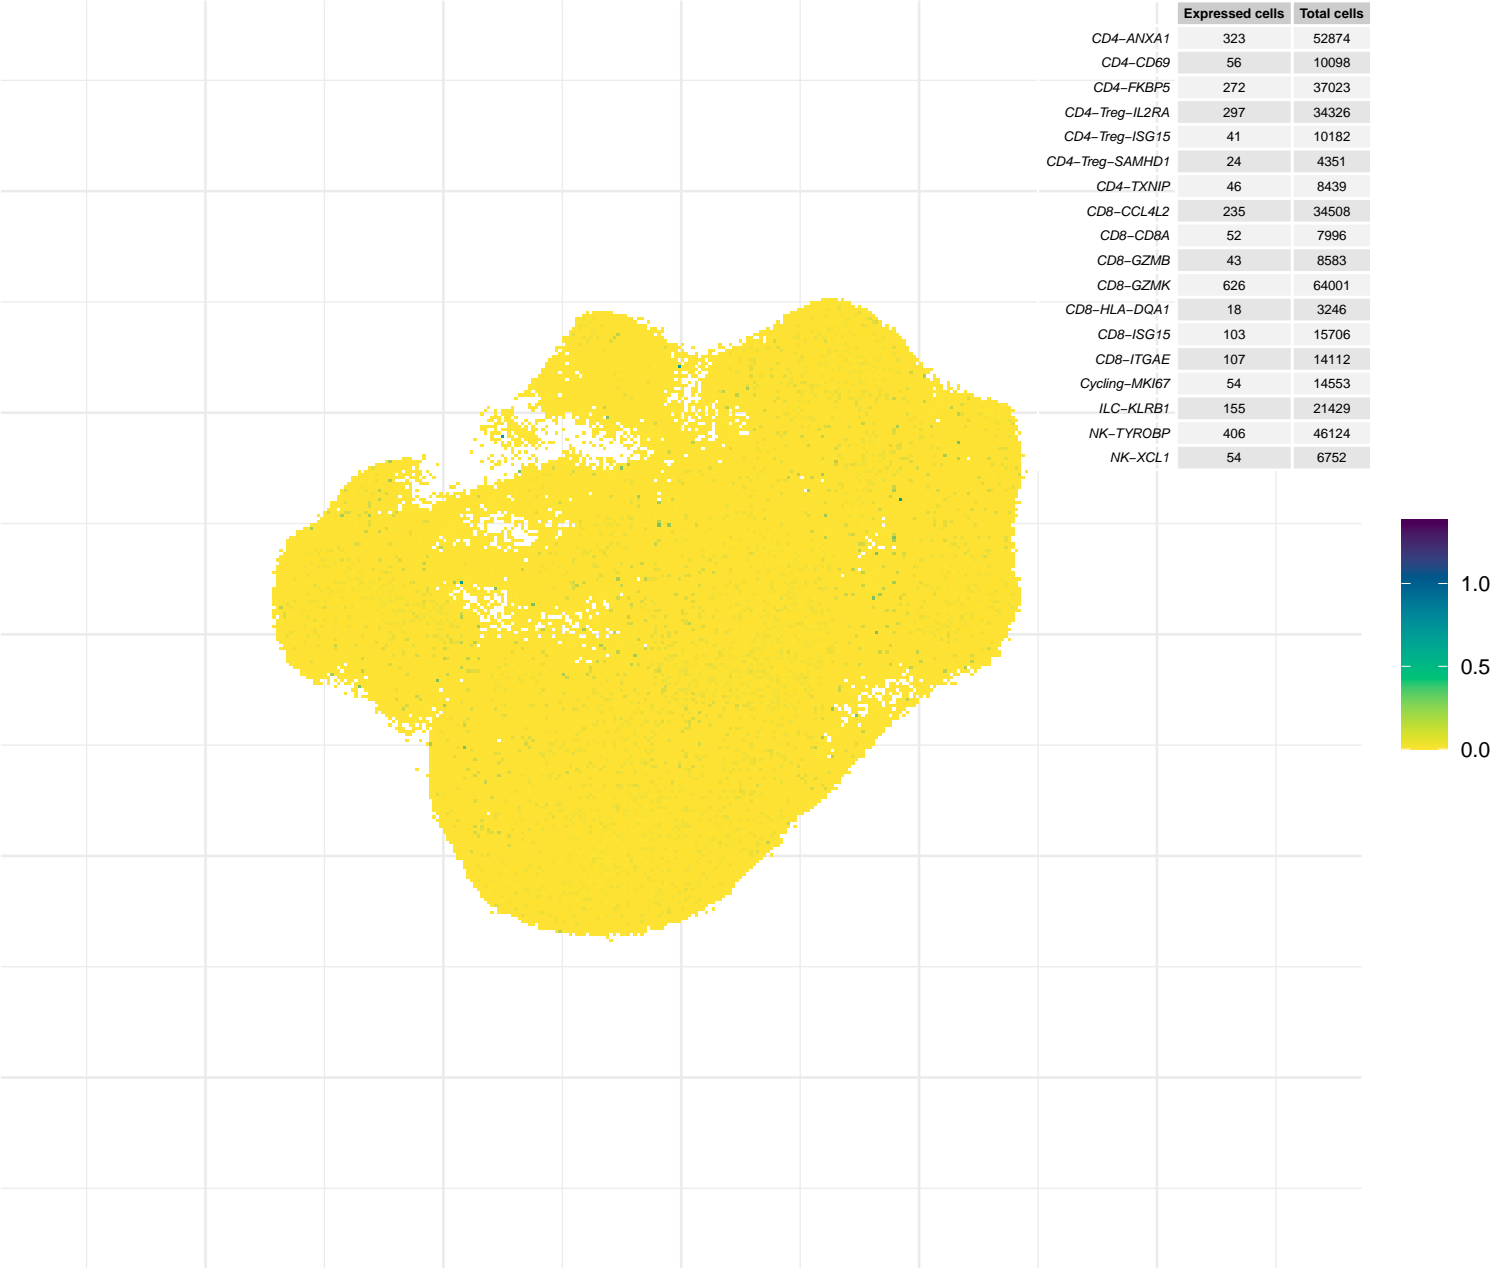 Expressed cells Total cells
CD4−ANXA1 323 52874
CD4−CD69 56 10098
CD4−FKBP5 272 37023
CD4−Treg−IL2RA 297 34326
CD4−Treg−ISG15 41 10182
CD4−Treg−SAMHD1 24 4351
CD4−TXNIP 46 8439
CD8−CCL4L2 235 34508
CD8−CD8A 52 7996
CD8−GZMB 43 8583
CD8−GZMK 626 64001
CD8−HLA−DQA1 18 3246
CD8−ISG15 103 15706
CD8−ITGAE 107 14112
Cycling−MKI67 54 14553
ILC−KLRB1 155 21429
NK−TYROBP 406 46124
NK−XCL1 54 6752
1.0
0.5
0.0